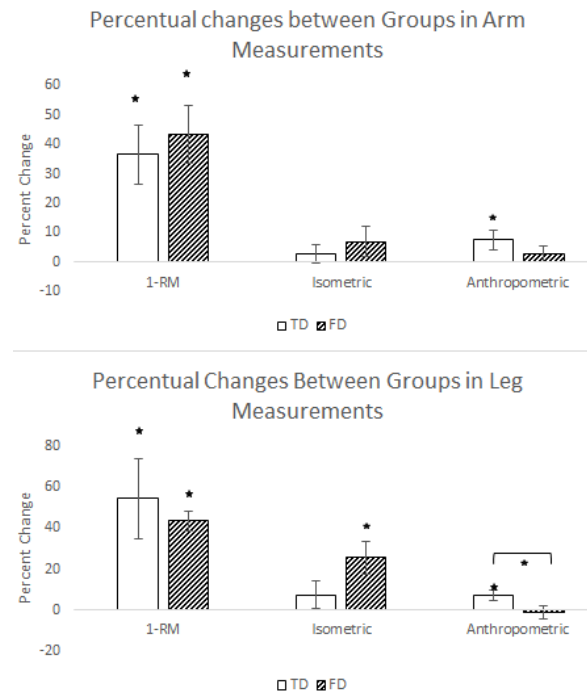 Percentual changes between Groups in Arm
Measurements
Percent Change
60
50
40
30
20
10
0
-10
1-RM
Isometric
Anthropometric
TD FD
Percentual Changes Between Groups in Leg
Measurements
Percent Change
80
60
40
20
0
-20
1-RM
Isometric
Anthropometric
TD FD